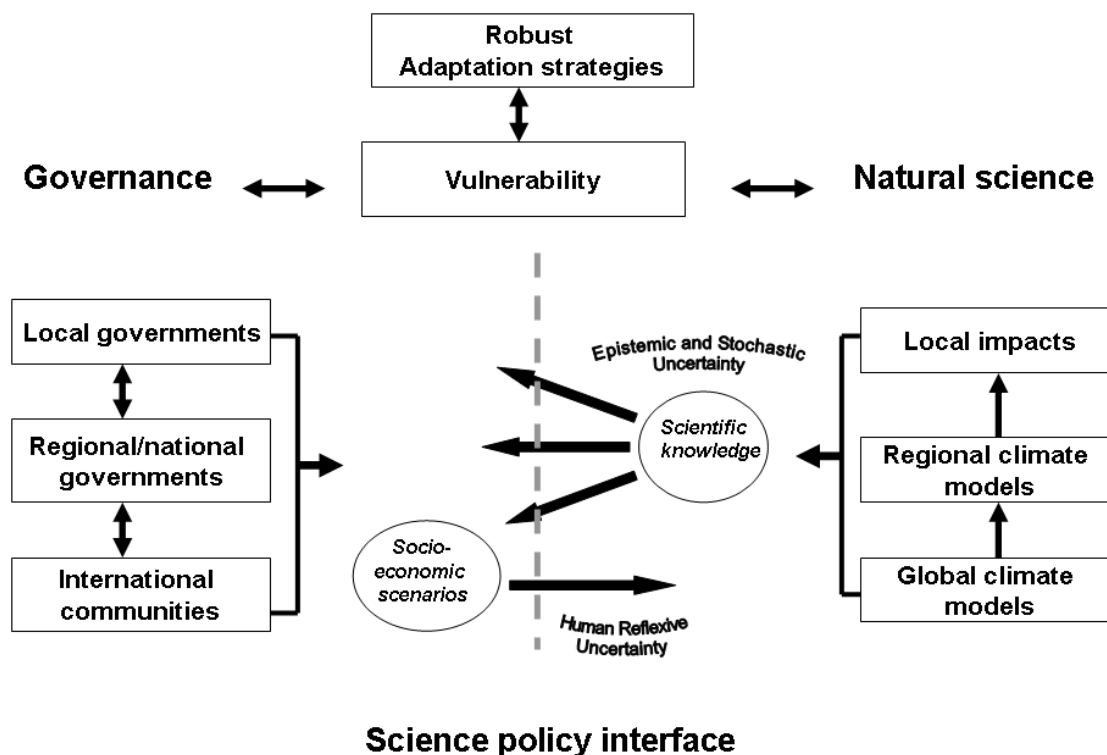 Robust
Adaptation strategies
Governance
Vulnerability
Natural science
Local governments
Regional/national
governments
International
communities
Epistemic and Stochastic
Uncertainty
Scientific
knowledge
Socio-
economic
scenarios
Human Reflexive
Uncertainty
Local impacts
Regional climate
models
Global climate
models
Science policy interface